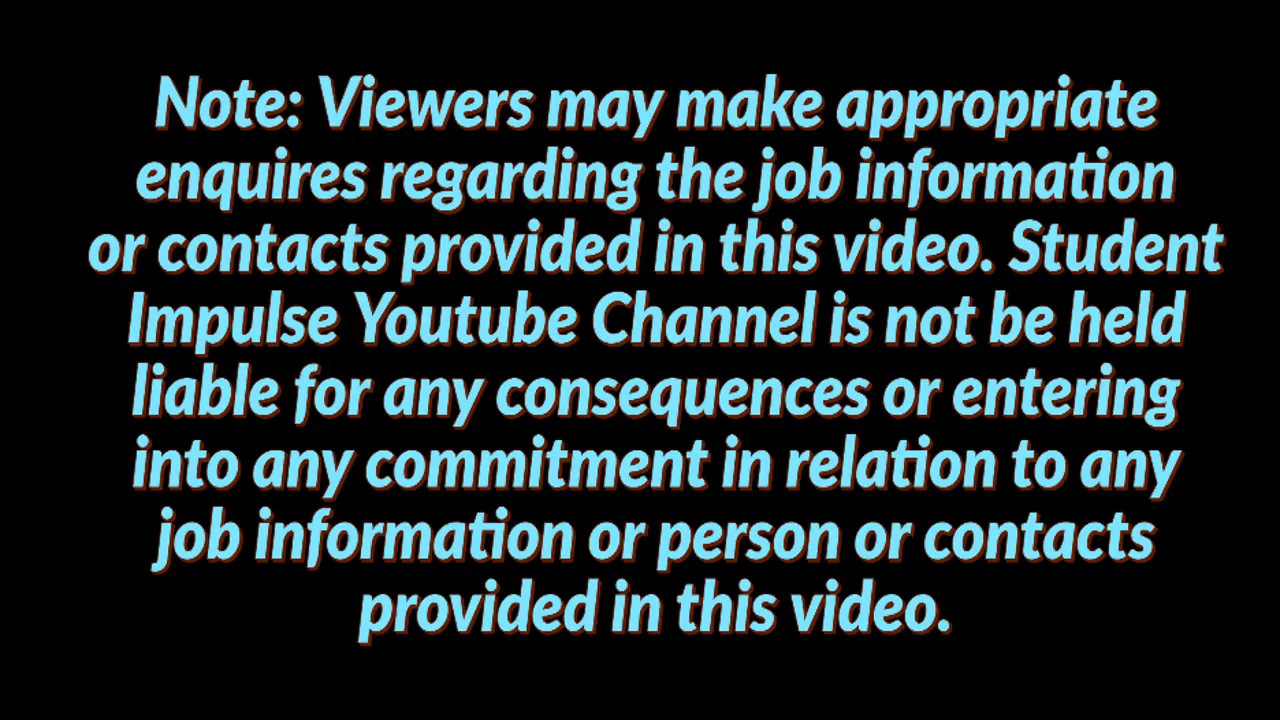 Note: Viewers may make appropriate
enquires regarding the job information
or contacts provided in this video. Student
Impulse Youtube Channel is not be held
liable for any consequences or entering
into any commitment in relation to any
job information or person or contacts
provided in this video.